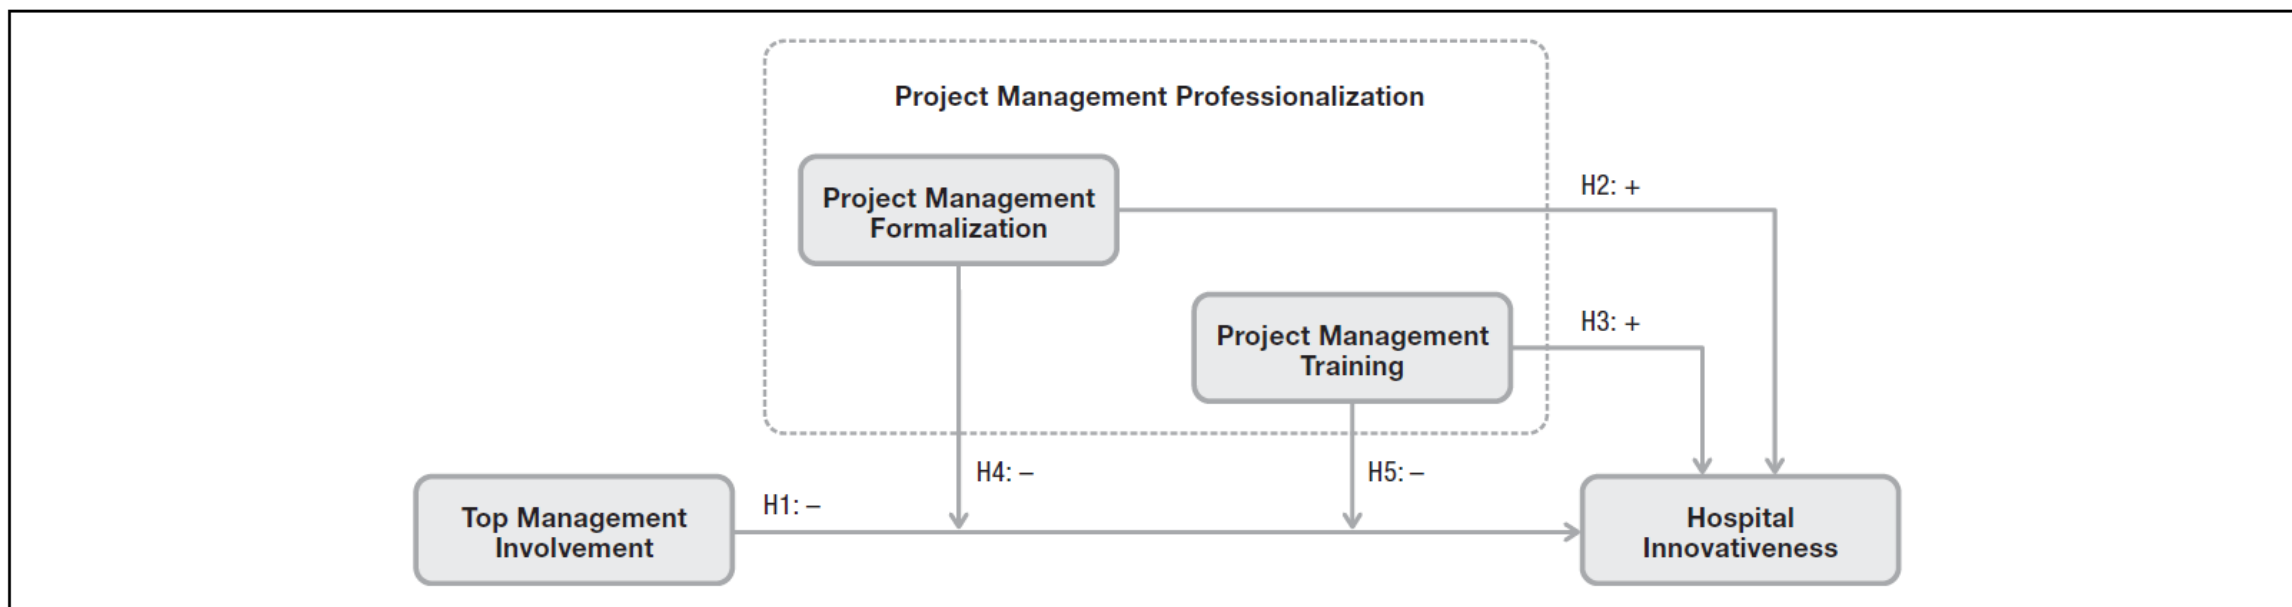 Project Management Professionalization
Project Management
Formalization
H2: +
Project Management
Training
H3: +
H4: –
H5: –
Top Management
Involvement
H1: –
Hospital
Innovativeness